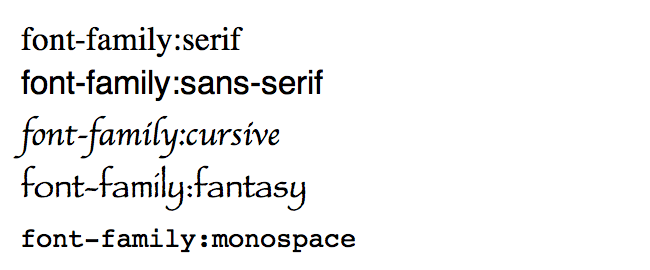 font-family:serif
font-family:sans-serif
font-family:cursive
font-family:fantasy
font-family:monospace